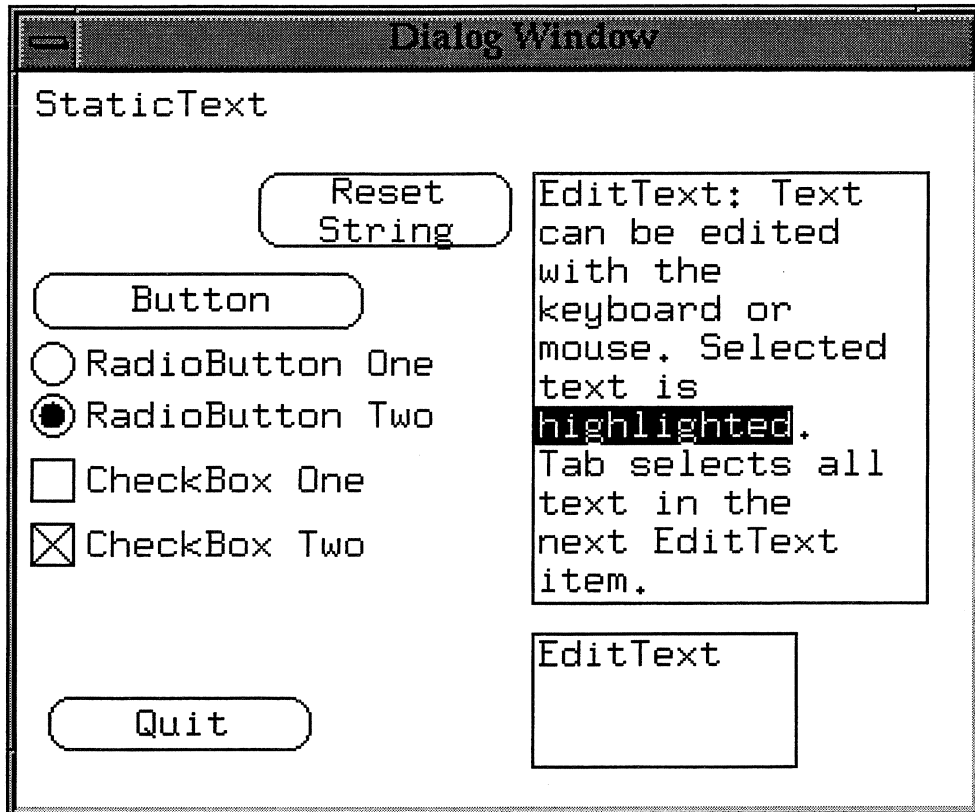 Dialog Window
StaticText
Reset
String
Button
RadioButton One
RadioButton Two
CheckBox One
CheckBox Two
Quit
EditText: Text
can be edited
with the
keyboard or
mouse. Selected
text is
highlighted.
Tab selects all
text in the
next EditText
item.
EditText